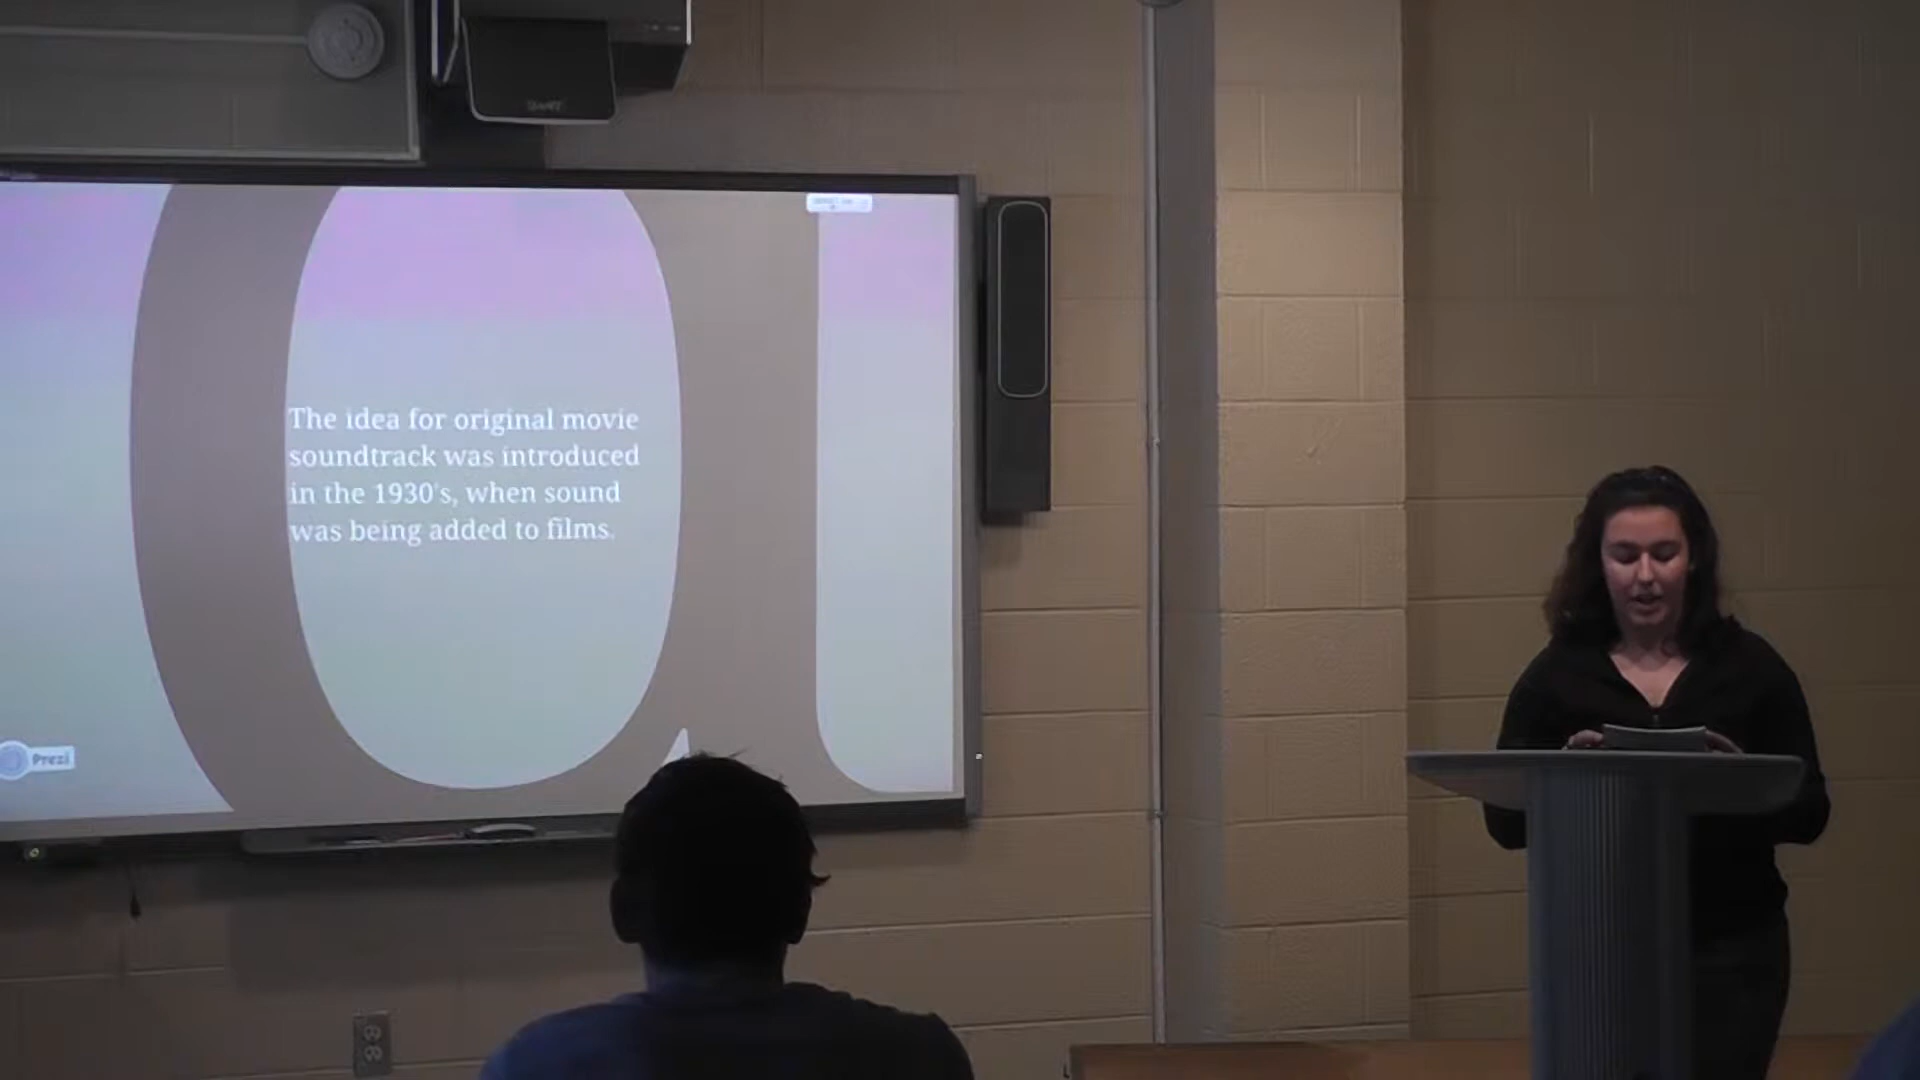 SMART
The idea for original movie
soundtrack was introduced
in the 1930's, when sound
was being added to films.
Prezi